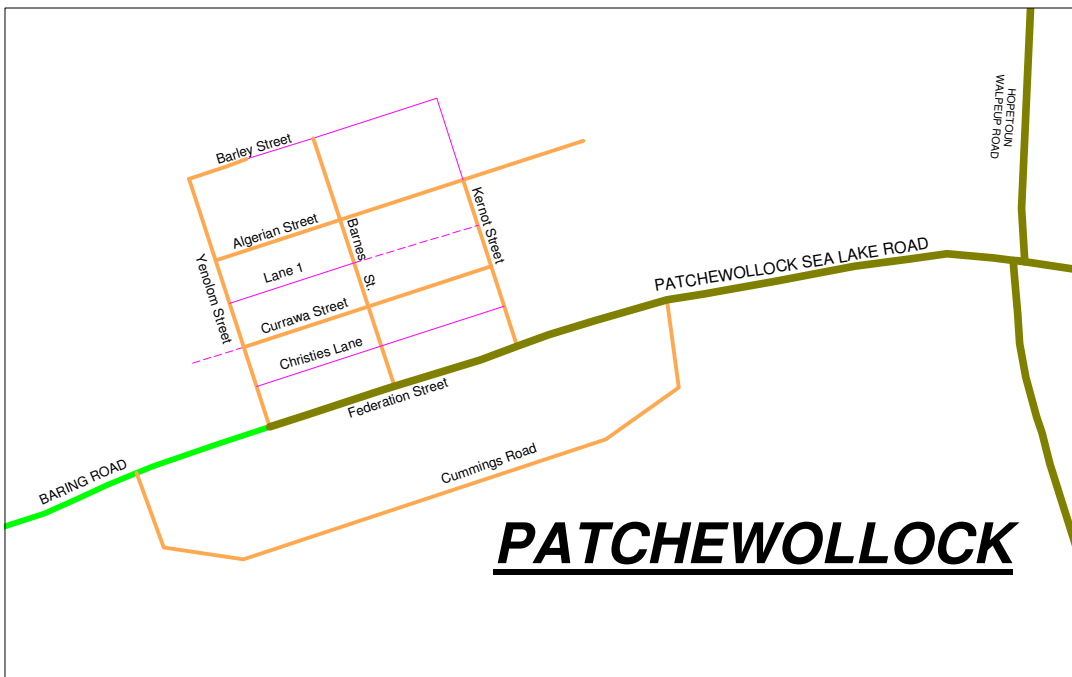 HOPETOUN
WALPEUP ROAD
Barley Street
Algerian Street
Kernot Street
Barnes St.
Yenolom Street
Lane 1
PATCHEWOLLOCK SEA LAKE ROAD
Currawa Street
Christies Lane
Federation Street
Cummings Road
BARING ROAD
PATCHEWOLLOCK